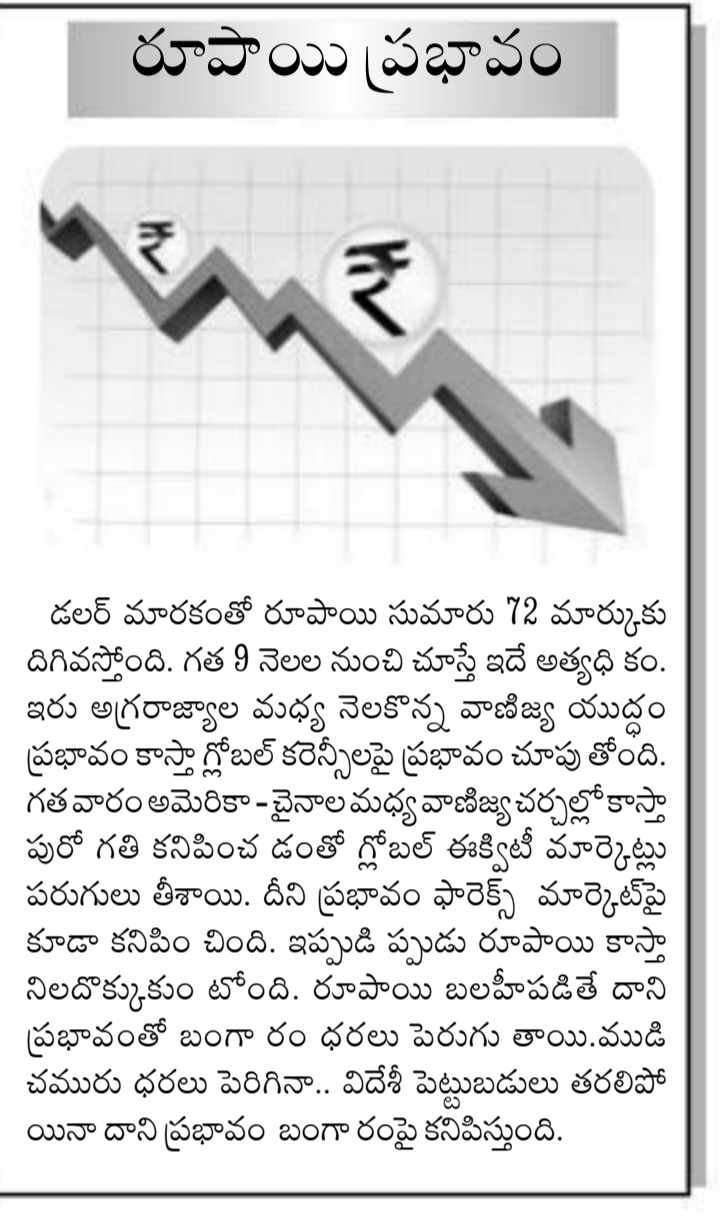 రూపాయి ప్రభావం
₹
₹
డలర్ మారకంతో రూపాయి సుమారు 72 మార్కుకు
దిగివస్తోంది. గత 9 నెలల నుంచి చూస్తే ఇదే అత్యధి కం.
ఇరు అగ్రరాజ్యాల మధ్య నెలకొన్న వాణిజ్య యుద్ధం
ప్రభావం కాస్తా గ్లోబల్ కరెన్సీలపై ప్రభావం చూపు తోంది.
గత వారం అమెరికా - చైనాల మధ్య వాణిజ్య చర్చల్లో కాస్తా
పురో గతి కనిపించ డంతో గ్లోబల్ ఈక్విటీ మార్కెట్లు
పరుగులు తీశాయి. దీని ప్రభావం ఫారెక్స్ మార్కెట్‌పై
కూడా కనిపిం చింది. ఇప్పుడి ప్పుడు రూపాయి కాస్తా
నిలదొక్కుకుం టోంది. రూపాయి బలహీపడితే దాని
ప్రభావంతో బంగా రం ధరలు పెరుగు తాయి.ముడి
చమురు ధరలు పెరిగినా.. విదేశీ పెట్టుబడులు తరలిపో
యినా దాని ప్రభావం బంగా రంపై కనిపిస్తుంది.